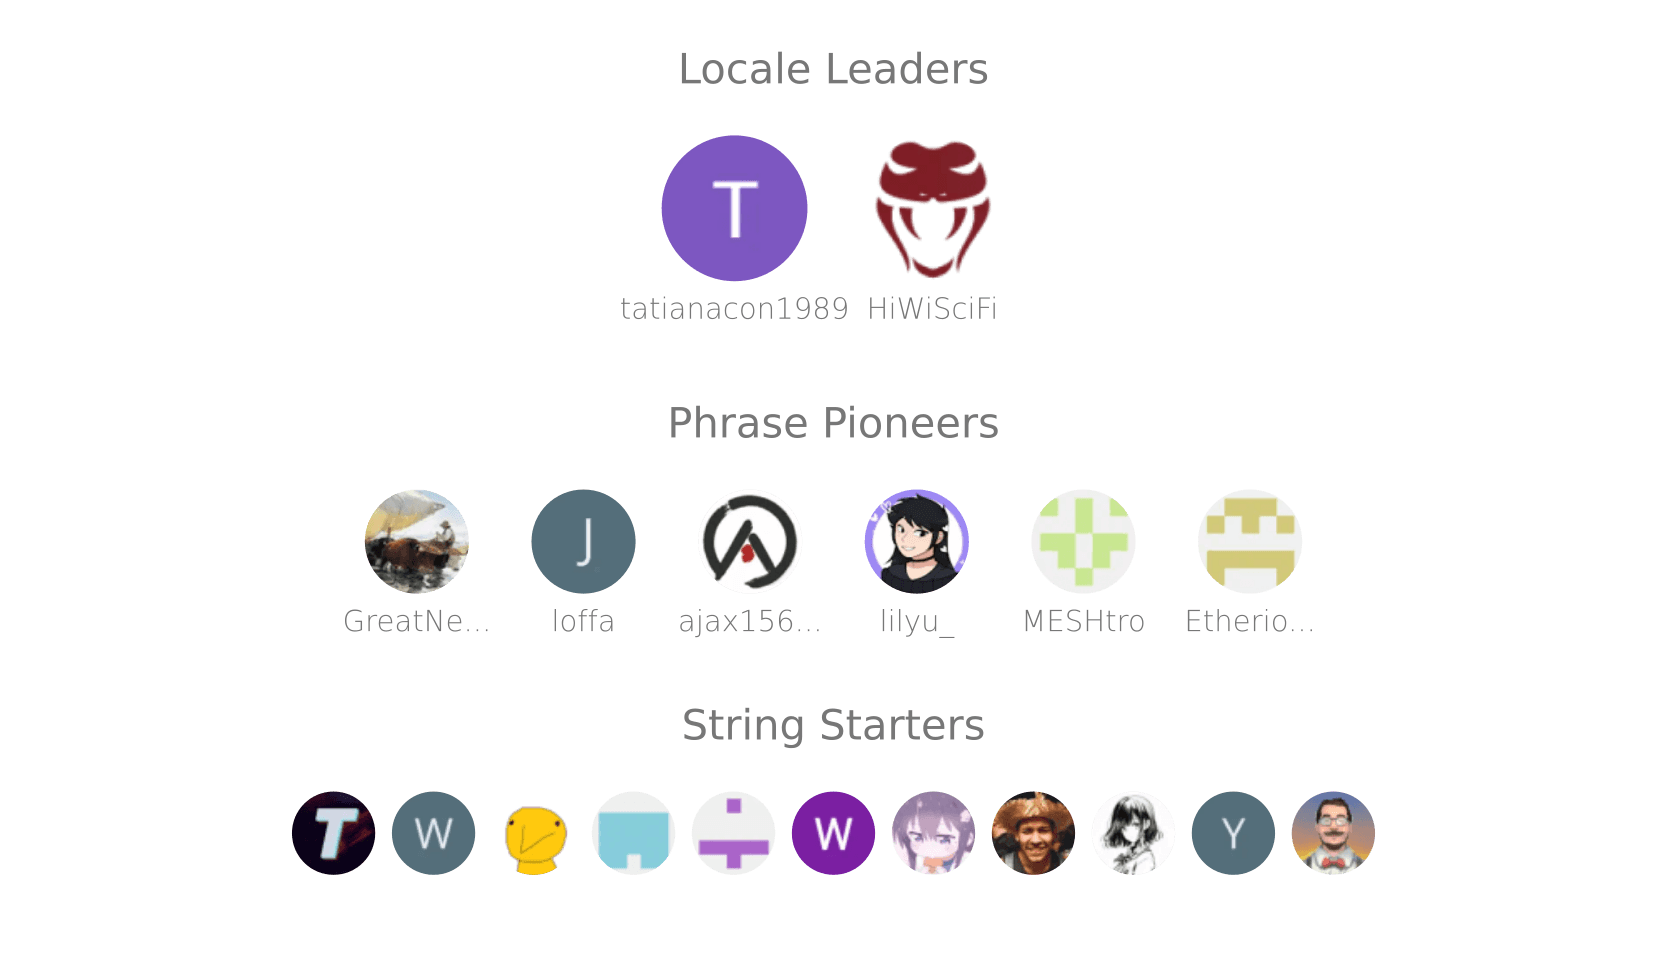 Locale Leaders
T
tatianacon1989 HiWiSciFi
Phrase Pioneers
J
GreatNe... loffa ajax156... lilyu_ MESHtro Etherio...
String Starters
T W W Y